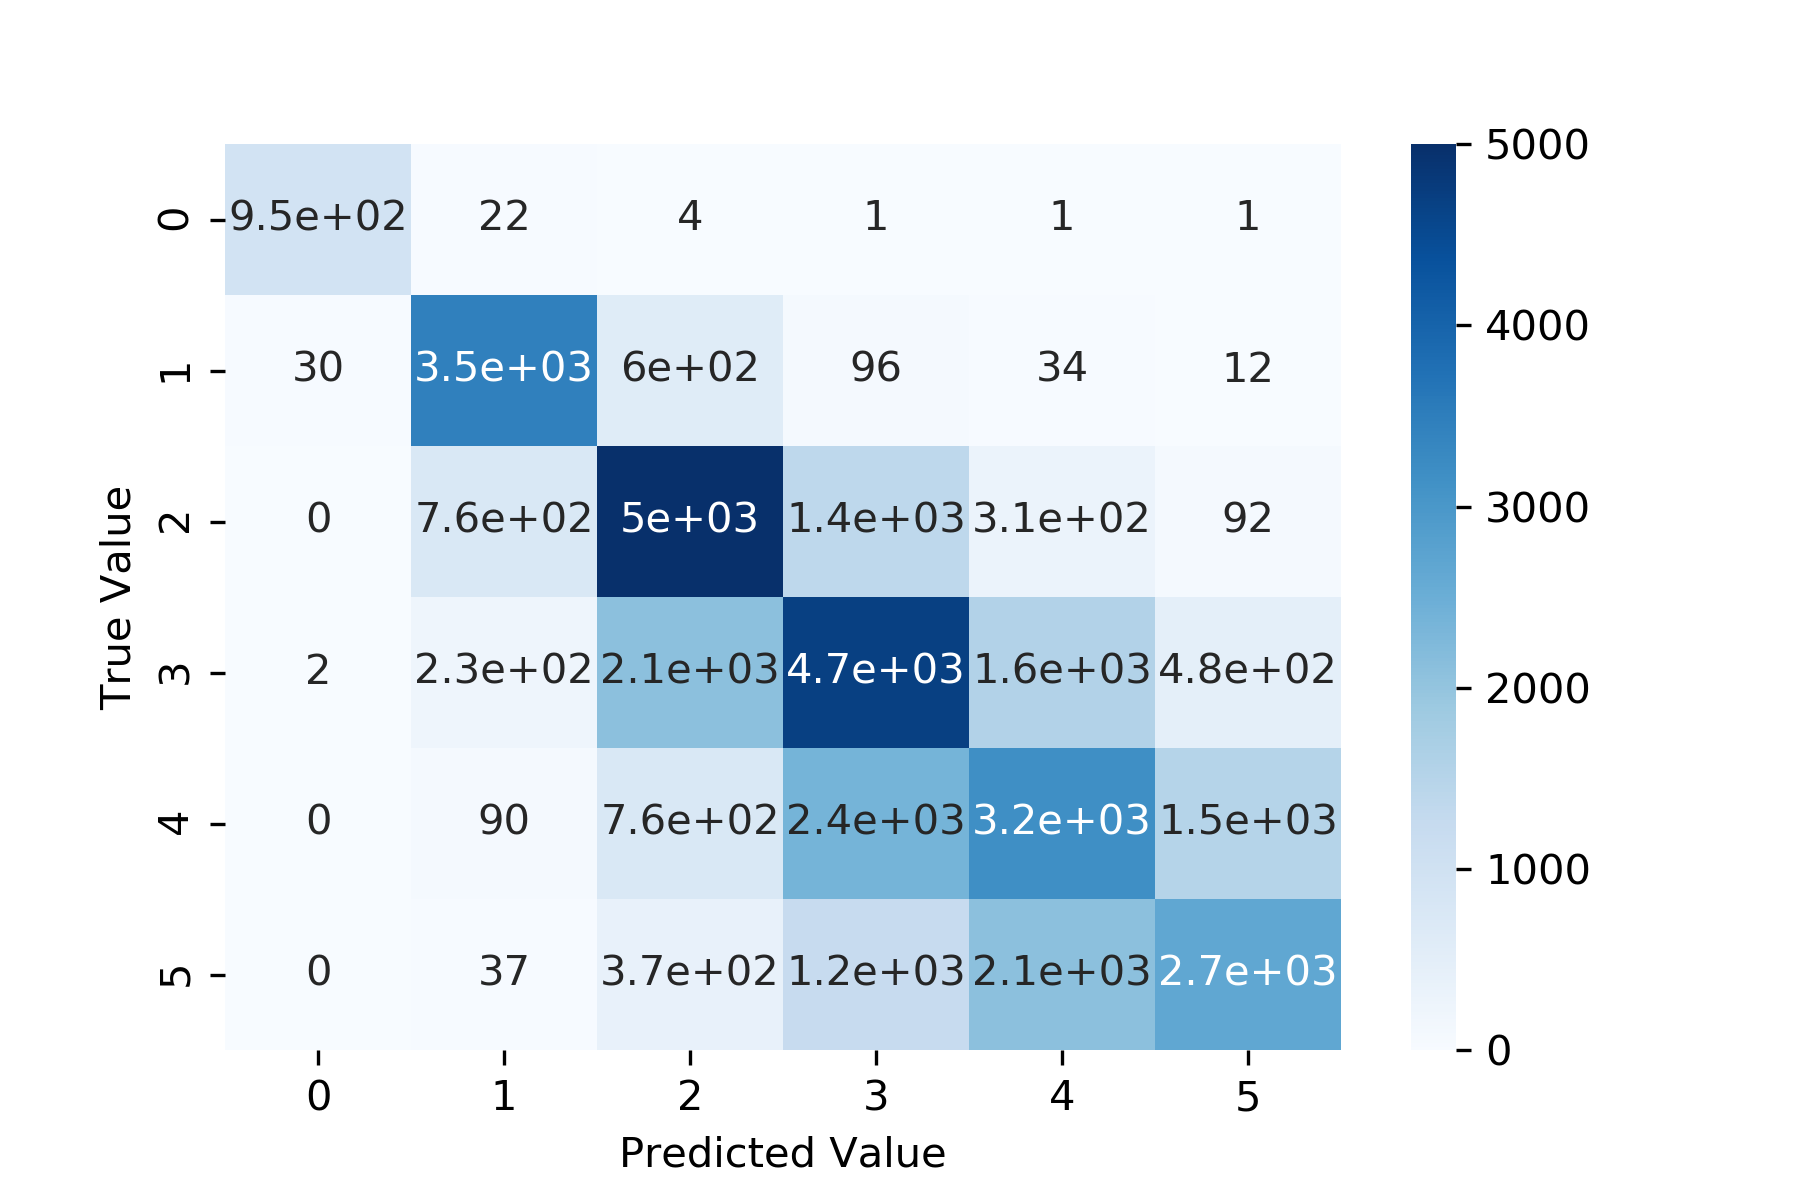 0 9.5e+02 22 4 1 1 1
1 30 3.5e+03 6e+02 96 34 12
2 0 7.6e+02 5e+03 1.4e+03 3.1e+02 92
3 2 2.3e+02 2.1e+03 4.7e+03 1.6e+03 4.8e+02
4 0 90 7.6e+02 2.4e+03 3.2e+03 1.5e+03
5 0 37 3.7e+02 1.2e+03 2.1e+03 2.7e+03
0 1 2 3 4 5
Predicted Value
True Value
5000
4000
3000
2000
1000
0